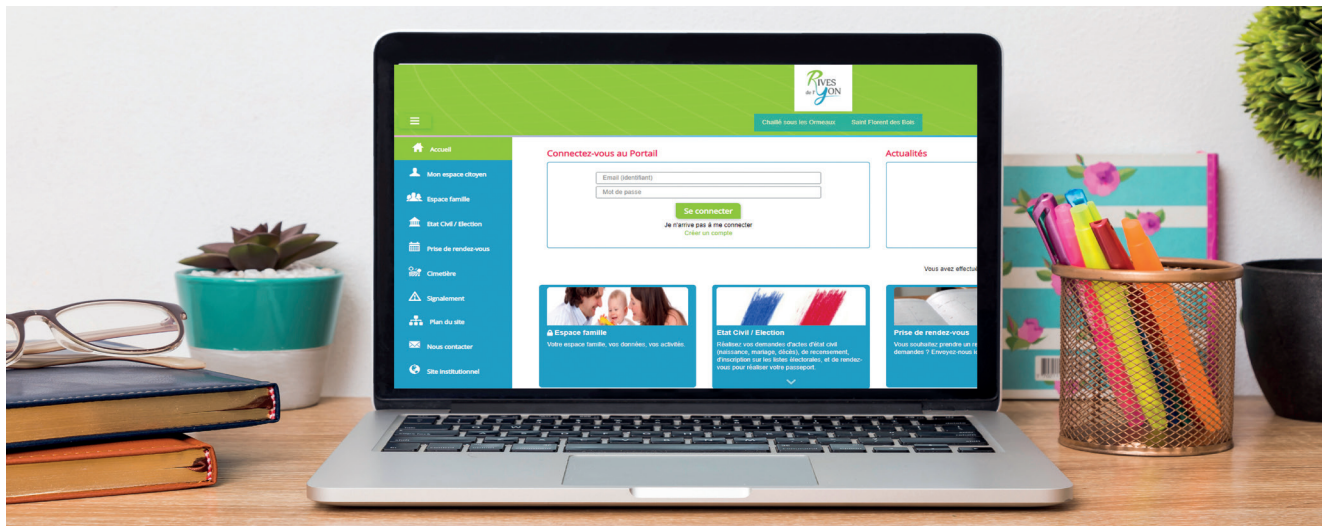 RIVES
de l'YON
Chaillé sous les Ormeaux Saint Florent des Bois
Accueil
Mon espace citoyen
Espace famille
Etat Civil / Election
Prise de rendez-vous
Cimetière
Signalement
Plan du site
Nous contacter
Site Institutionnel
Connectez-vous au Portail
Email (identifiant)
Mot de passe
Se connecter
Je n'arrive pas à me connecter
Créer un compte
Actualités
Vous avez effectué
Espace famille
Votre espace famille, vos données, vos activités.
Etat Civil / Election
Réalisez vos demandes d'actes d'état civil
(naissance, mariage, décès), de recensement,
d'inscription sur les listes électorales, et de rendez-
vous pour réaliser votre passeport.
Prise de rendez-vous
Vous souhaitez prendre un re
demandes ? Envoyez-nous ic